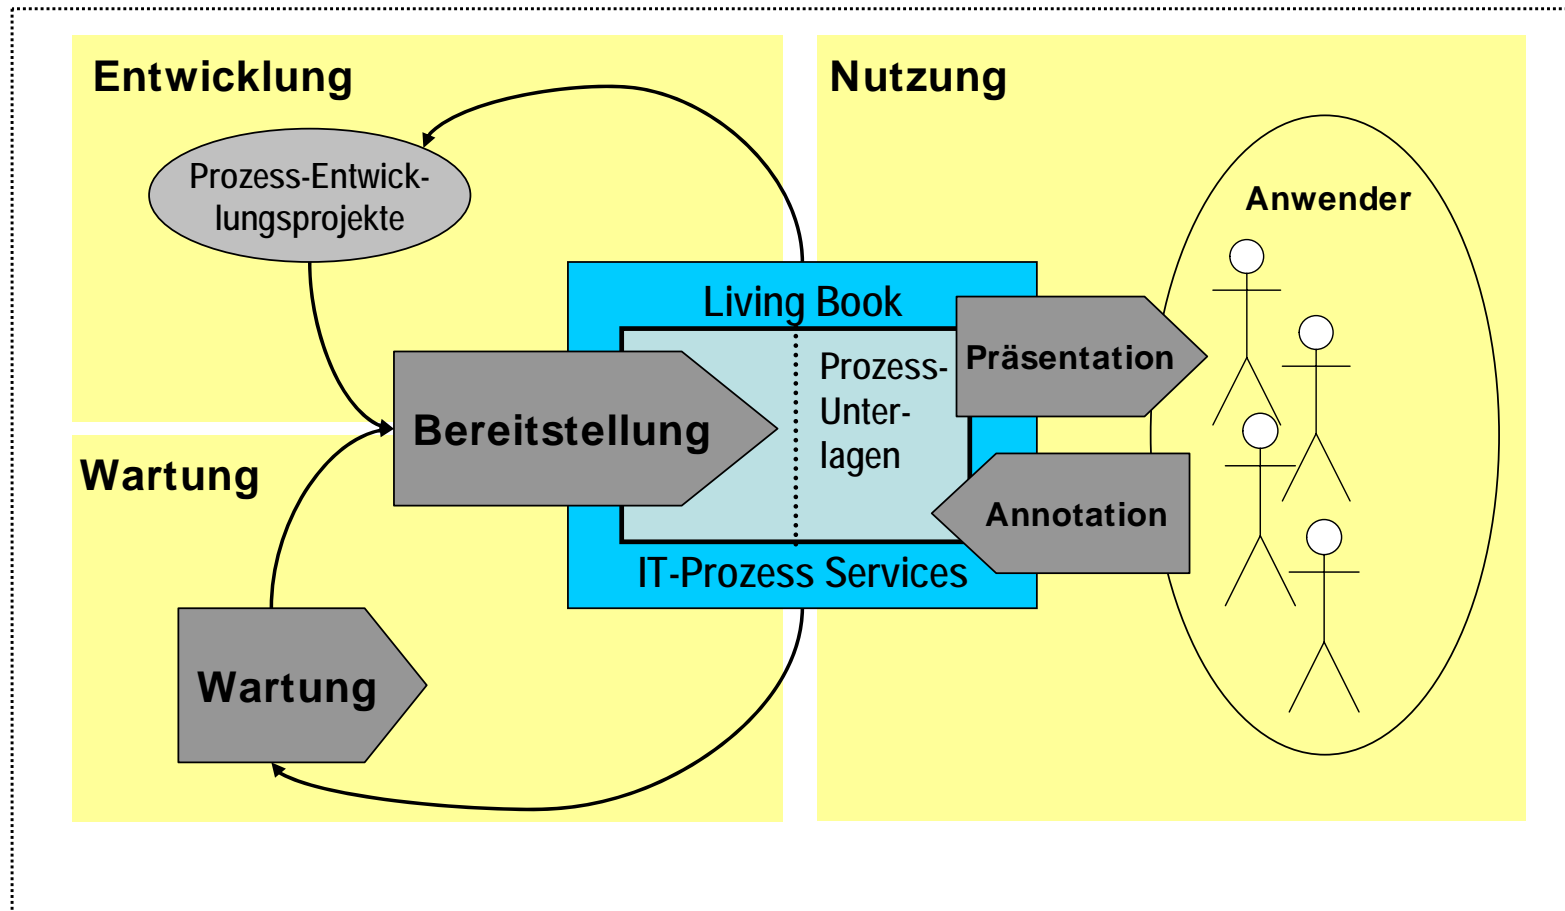 Entwicklung
Prozess-Entwick-
lungsprojekte
Nutzung
Anwender
Living Book
Präsentation
Prozess-
Unter-
lagen
Bereitstellung
Annotation
IT-Prozess Services
Wartung
Wartung